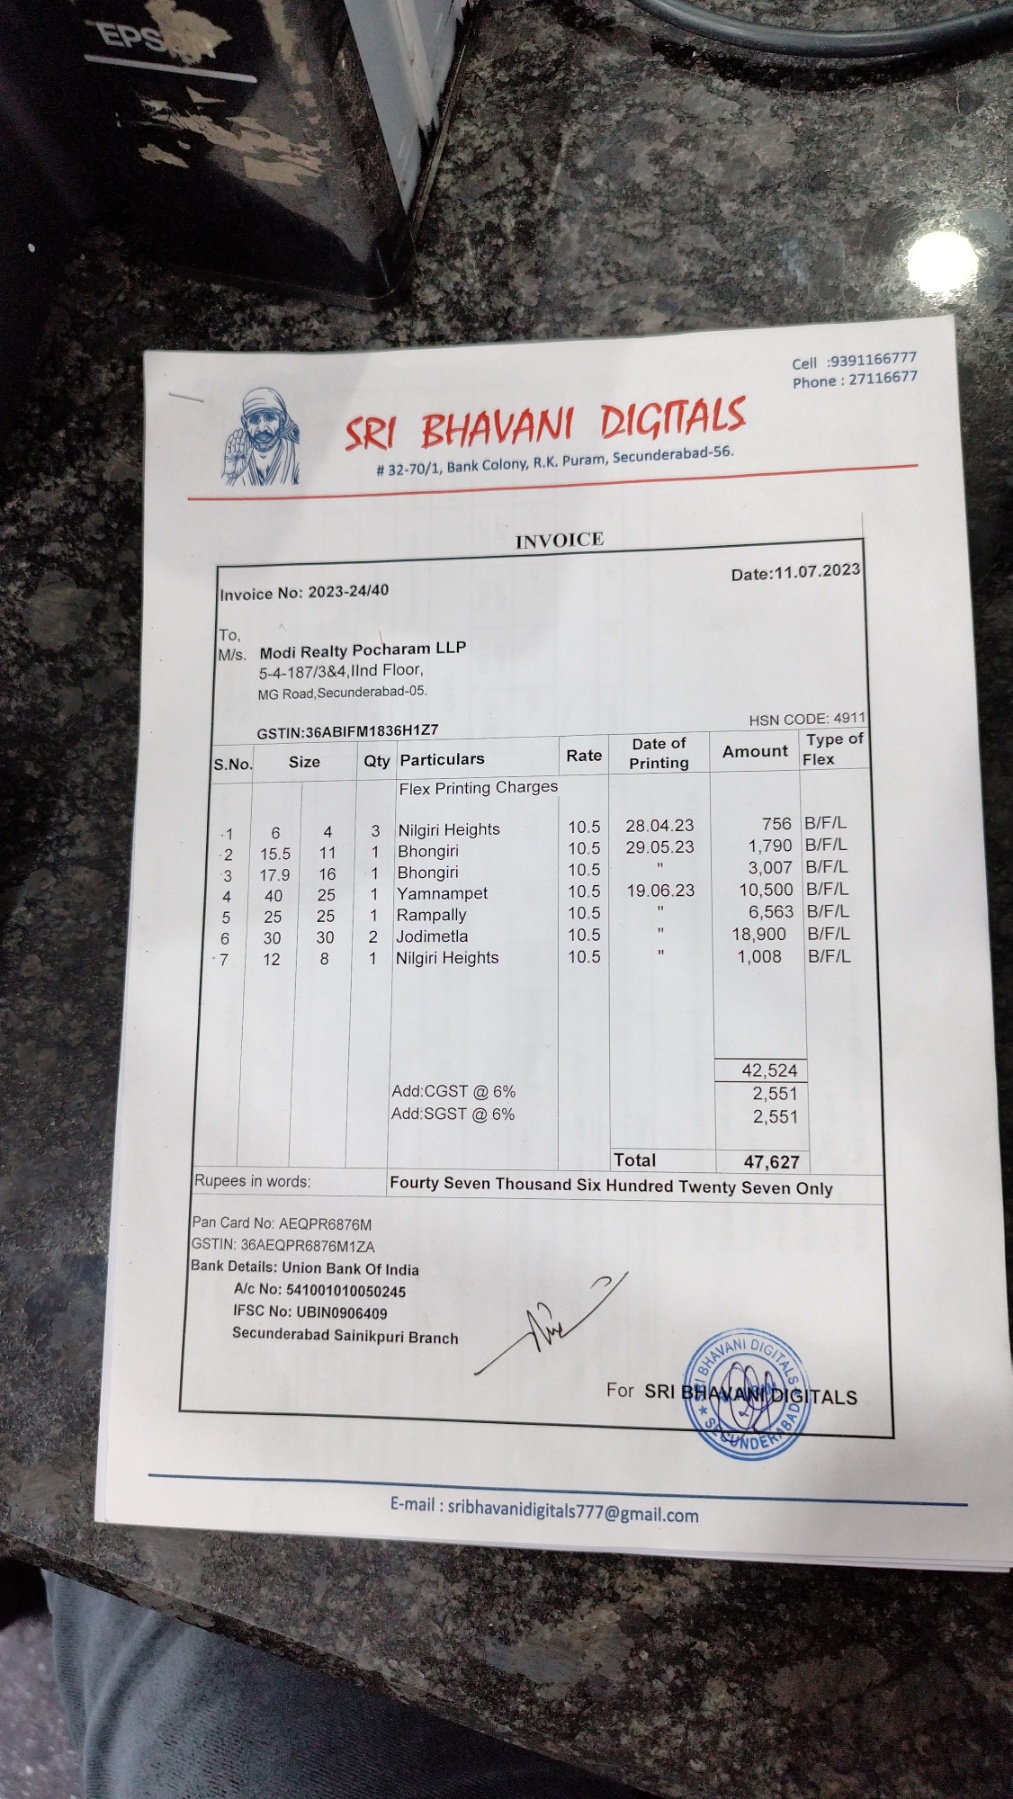 EPS
Cell :9391166777
Phone : 27116677
SRI BHAVANI DIGITALS
# 32-70/1, Bank Colony, R.K. Puram, Secunderabad-56.
INVOICE
Invoice No: 2023-24/40 Date:11.07.2023
To,
M/s. Modi Realty Pocharam LLP
5-4-187/3&4,IInd Floor,
MG Road,Secunderabad-05.
GSTIN:36ABIFM1836H1Z7 HSN CODE: 4911
S.No. Size Qty Particulars Rate Date of Printing Amount Type of Flex
Flex Printing Charges
1 6 4 3 Nilgiri Heights 10.5 28.04.23 756 B/F/L
2 15.5 11 1 Bhongiri 10.5 29.05.23 1,790 B/F/L
3 17.9 16 1 Bhongiri 10.5 " 3,007 B/F/L
4 40 25 1 Yamnampet 10.5 19.06.23 10,500 B/F/L
5 25 25 1 Rampally 10.5 " 6,563 B/F/L
6 30 30 2 Jodimetla 10.5 " 18,900 B/F/L
7 12 8 1 Nilgiri Heights 10.5 " 1,008 B/F/L
42,524
Add:CGST @ 6% 2,551
Add:SGST @ 6% 2,551
Total 47,627
Rupees in words: Fourty Seven Thousand Six Hundred Twenty Seven Only
Pan Card No: AEQPR6876M
GSTIN: 36AEQPR6876M1ZA
Bank Details: Union Bank Of India
A/c No: 541001010050245
IFSC No: UBIN0906409
Secunderabad Sainikpuri Branch
For SRI BHAVANI DIGITALS
SRI BHAVANI DIGITALS
★ SECUNDERABAD ★
E-mail : sribhavanidigitals777@gmail.com